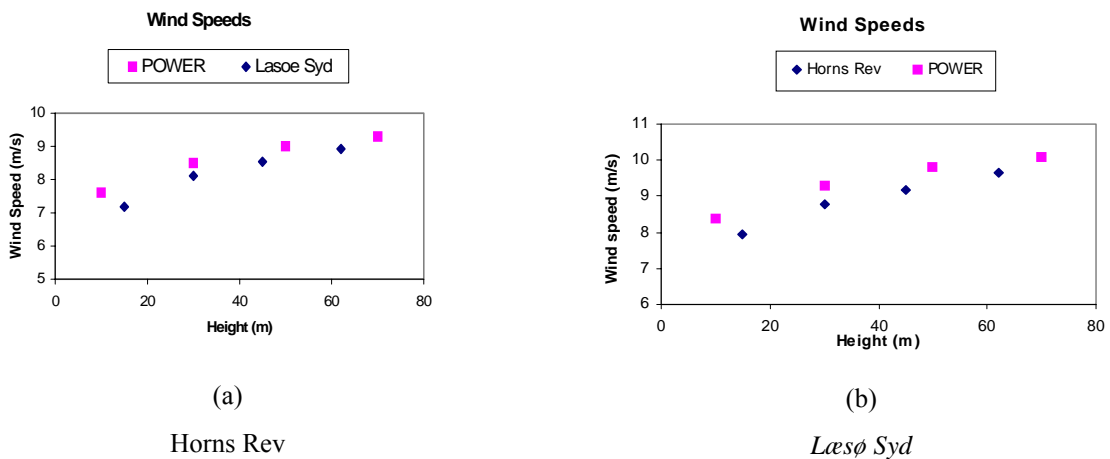 Wind Speeds
POWER Lasoe Syd
10
9
8
7
6
5
Wind Speed (m/s)
0 20 40 60 80
Height (m)
(a)
Horns Rev
Wind Speeds
Horns Rev POWER
11
10
9
8
7
6
Wind speed (m/s)
0 20 40 60 80
Height (m)
(b)
Læsø Syd